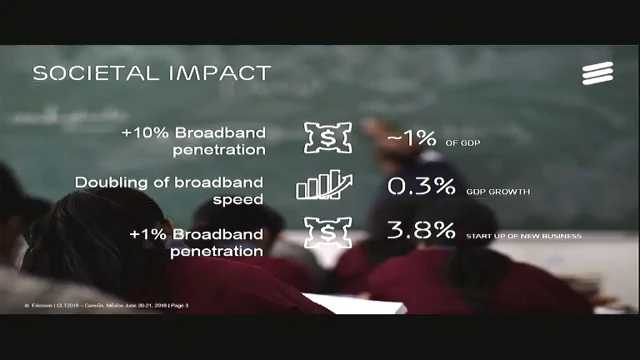 SOCIETAL IMPACT
+10% Broadband
penetration
~1% OF GDP
Doubling of broadband
speed
0.3% GDP GROWTH
+1% Broadband
penetration
3.8% START UP OF NEW BUSINESS
© Ericsson | CLT2016 – Cancún, México June 20-21, 2016 | Page 3